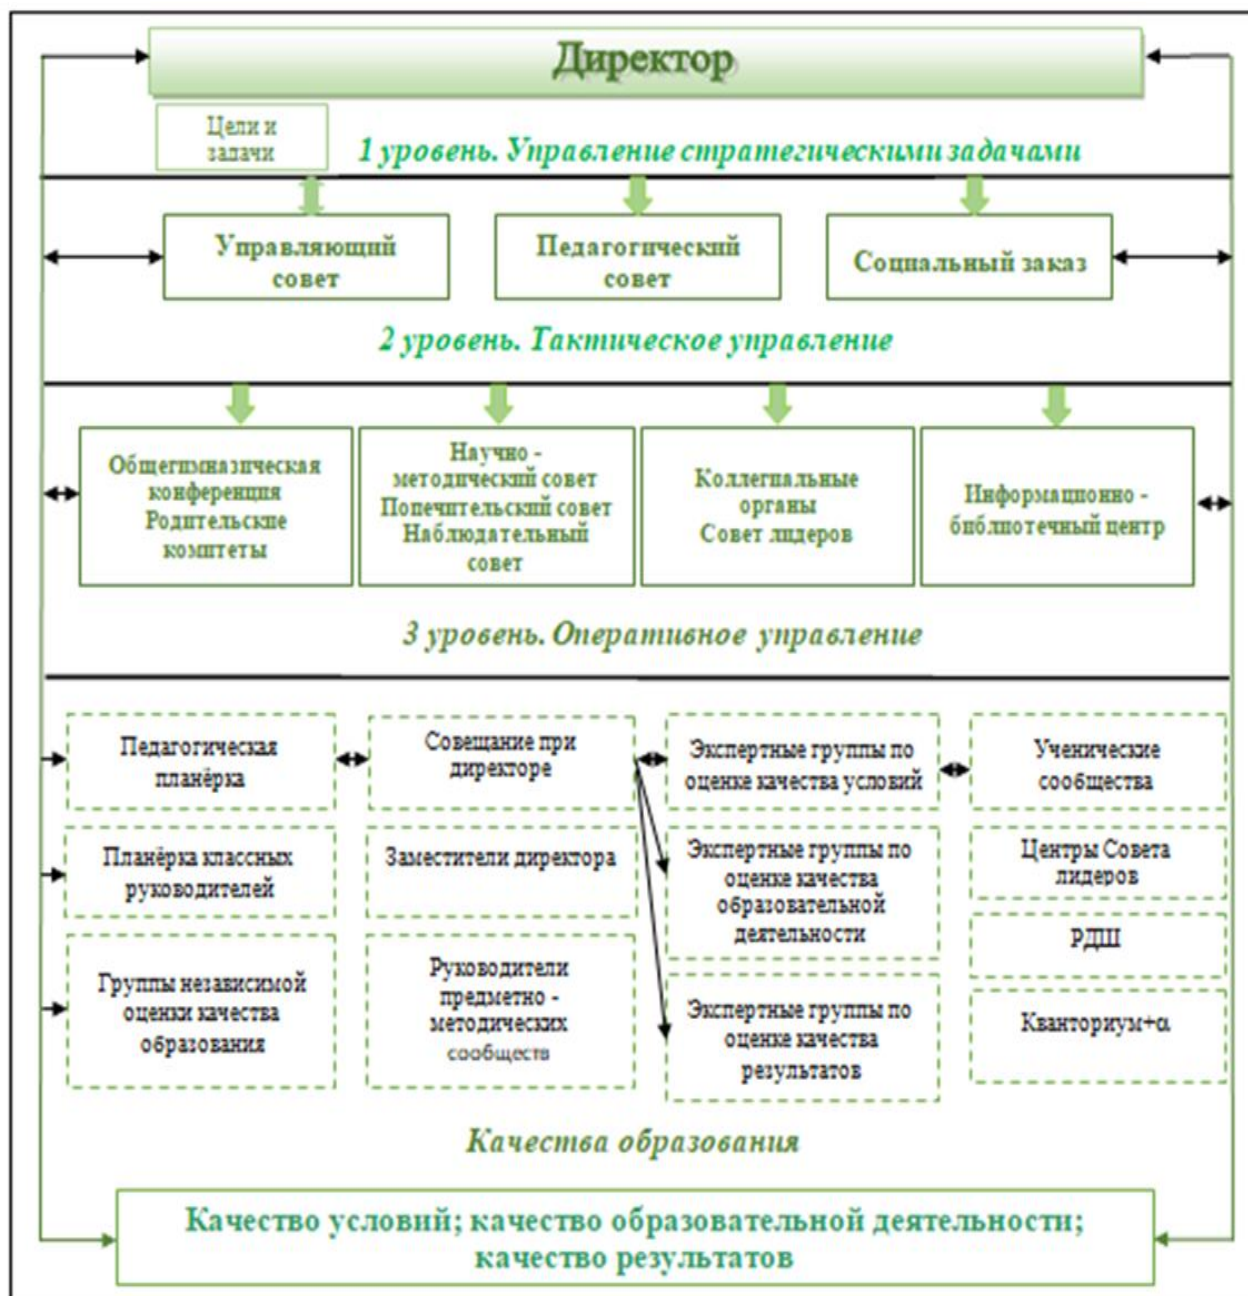 Директор
Цели и
задачи
1 уровень. Управление стратегическими задачами
Управляющий
совет
Педагогический
совет
Социальный заказ
2 уровень. Тактическое управление
Общегимназическая
конференция
Родительские
комитеты
Научно -
методический совет
Попечительский совет
Наблюдательный
совет
Коллегиальные
органы
Совет лидеров
Информационно -
библиотечный центр
3 уровень. Оперативное управление
Педагогическая
планёрка
Совещание при
директоре
Экспертные группы по
оценке качества условий
Ученические
сообщества
Планёрка классных
руководителей
Заместители директора
Экспертные группы по
оценке качества
образовательной
деятельности
Центры Совета
лидеров
РДШ
Группы независимой
оценки качества
образования
Руководители
предметно -
методических
сообществ
Экспертные группы по
оценке качества
результатов
Кванториум+α
Качества образования
Качество условий; качество образовательной деятельности;
качество результатов